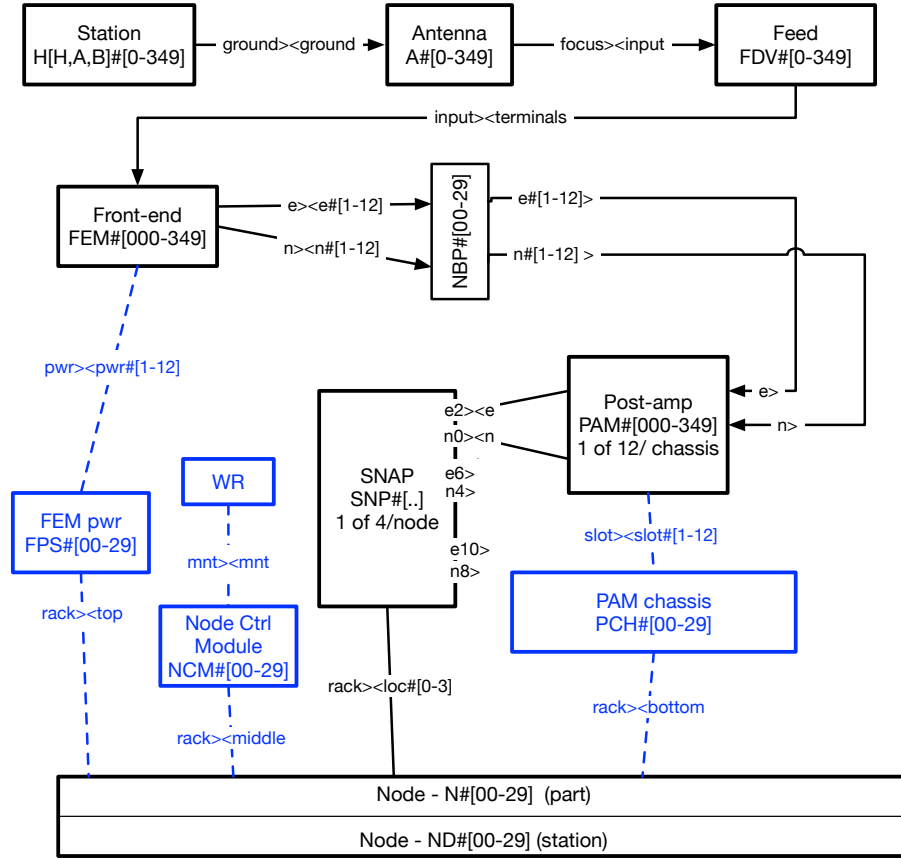 Station
H[H,A,B]#[0-349]
ground><ground
Antenna
A#[0-349]
focus><input
Feed
FDV#[0-349]
input><terminals
Front-end
FEM#[000-349]
e><e#[1-12]
n><n#[1-12]
NBP#[00-29]
e#[1-12]>
n#[1-12] >
pwr><pwr#[1-12]
e>
n>
Post-amp
PAM#[000-349]
1 of 12/ chassis
e2><e
n0><n
e6>
n4>
e10>
n8>
SNAP
SNP#[..]
1 of 4/node
WR
FEM pwr
FPS#[00-29]
mnt><mnt
slot><slot#[1-12]
rack><top
Node Ctrl
Module
NCM#[00-29]
PAM chassis
PCH#[00-29]
rack><loc#[0-3]
rack><middle
rack><bottom
Node - N#[00-29] (part)
Node - ND#[00-29] (station)